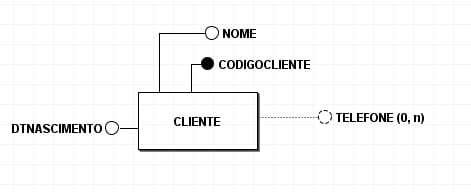 NOME
CODIGOCLIENTE
TELEFONE (0, n)
CLIENTE
DTNASCIMENTO